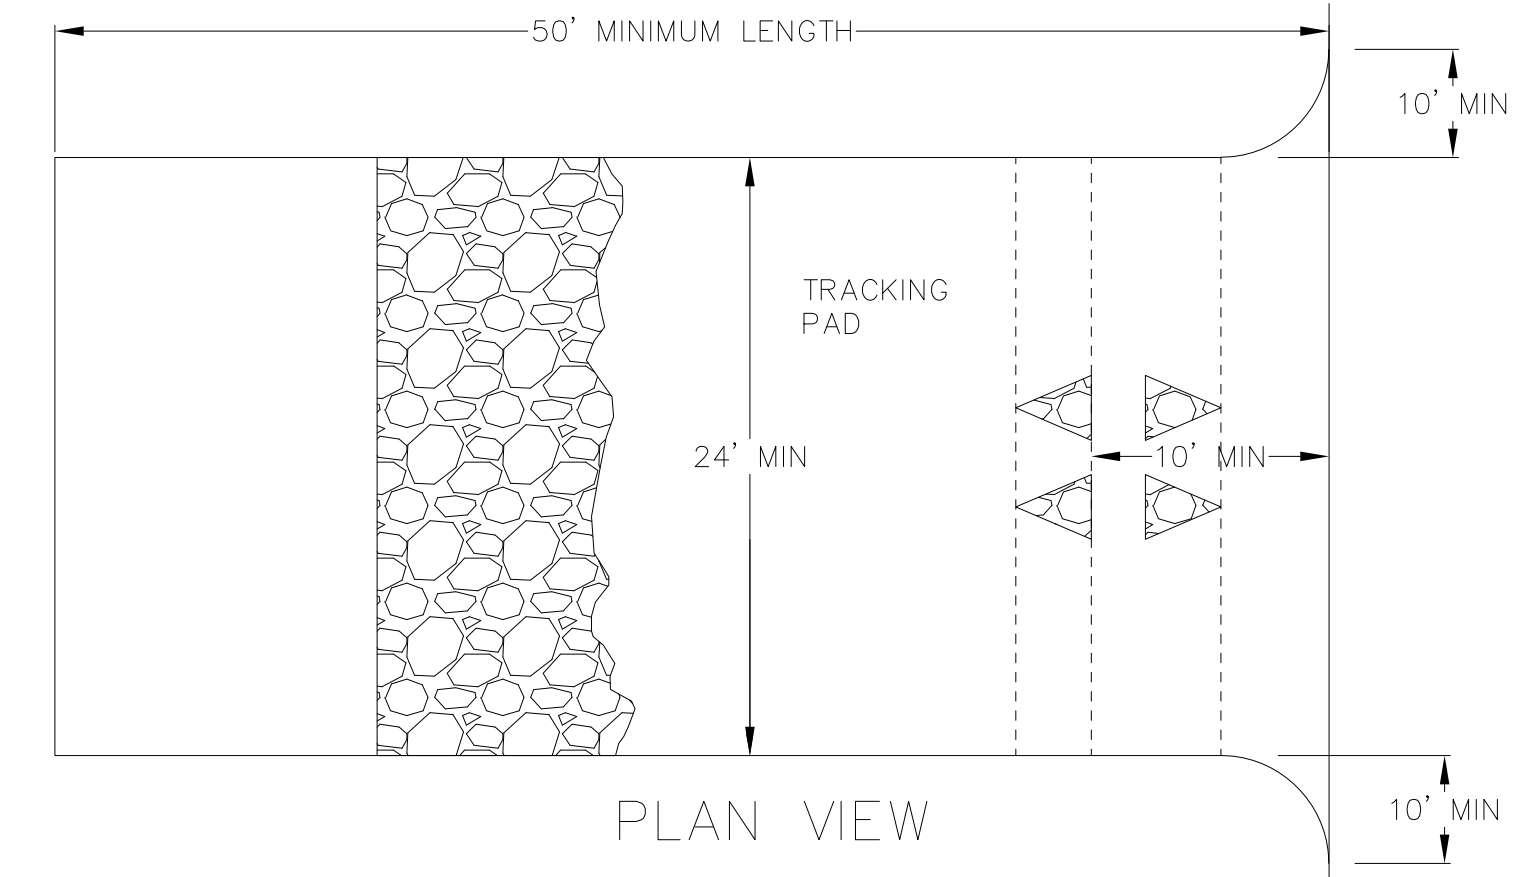 50' MINIMUM LENGTH
10' MIN
TRACKING
PAD
24' MIN
10' MIN
10' MIN
PLAN VIEW